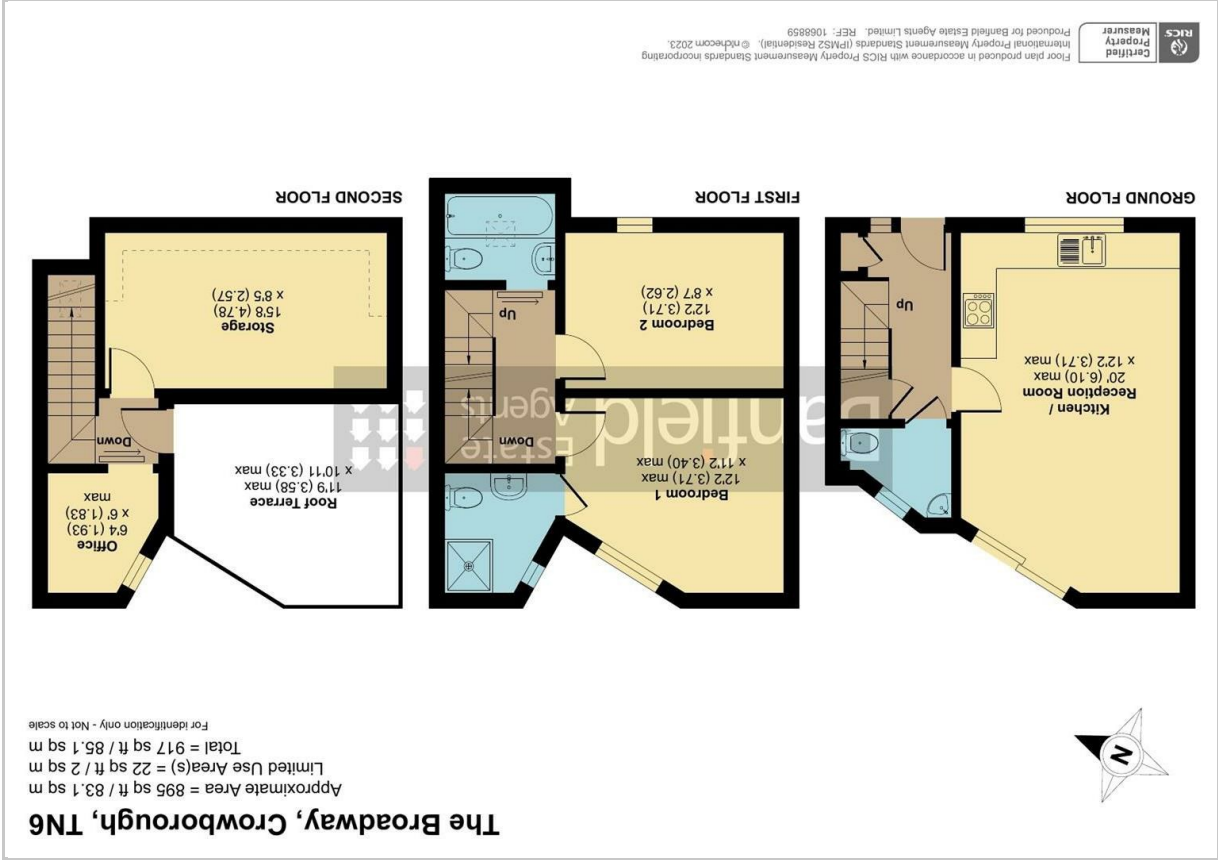 The Broadway, Crowborough, TN6
Approximate Area = 895 sq ft / 83.1 sq m
Limited Use Area(s) = 22 sq ft / 2 sq m
Total = 917 sq ft / 85.1 sq m
For identification only - Not to scale
N
Office
6'4 (1.93)
x 6' (1.83)
max
Roof Terrace
11'9 (3.58) max
x 10'11 (3.33) max
Down
Storage
15'8 (4.78)
x 8'5 (2.57)
SECOND FLOOR
Bedroom 1
12'2 (3.71) max
x 11'2 (3.40) max
Down
Bedroom 2
12'2 (3.71)
x 8'7 (2.62)
Up
FIRST FLOOR
Kitchen /
Reception Room
20' (6.10) max
x 12'2 (3.71) max
Up
GROUND FLOOR
Banfield Estate
Agents
Certified
Property
Measurer
RICS
Floor plan produced in accordance with RICS Property Measurement Standards incorporating
International Property Measurement Standards (IPMS2 Residential). © nichecom 2023.
Produced for Banfield Estate Agents Limited. REF: 1068859